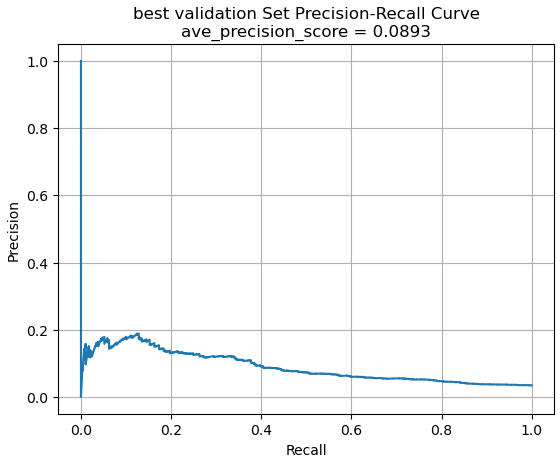 best validation Set Precision-Recall Curve
ave_precision_score = 0.0893
1.0
0.8
0.6
0.4
0.2
0.0
Precision
0.0 0.2 0.4 0.6 0.8 1.0
Recall